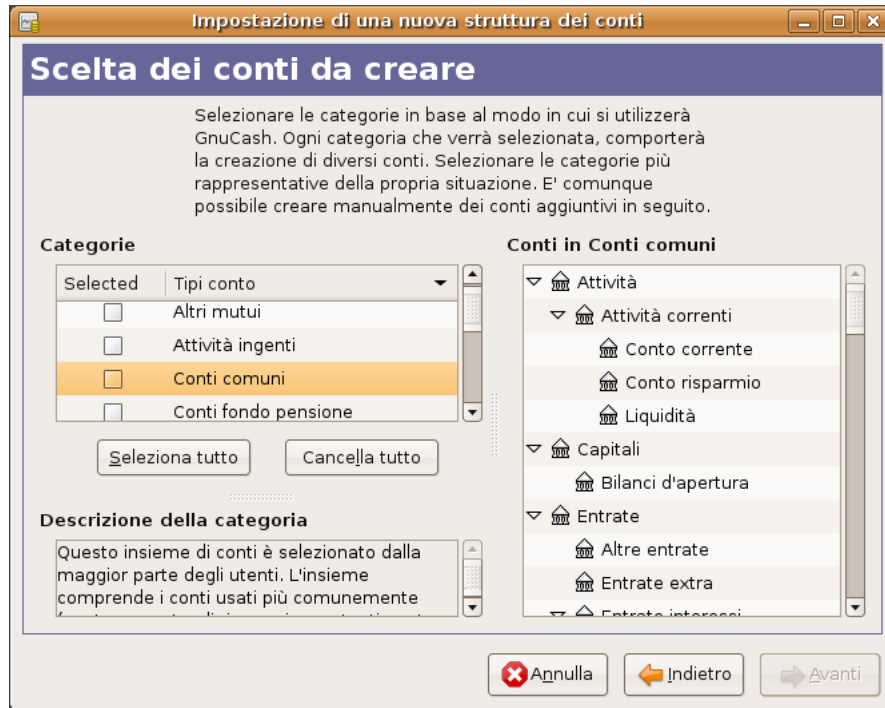 Impostazione di una nuova struttura dei conti
Scelta dei conti da creare
Selezionare le categorie in base al modo in cui si utilizzerà
GnuCash. Ogni categoria che verrà selezionata, comporterà
la creazione di diversi conti. Selezionare le categorie più
rappresentative della propria situazione. E' comunque
possibile creare manualmente dei conti aggiuntivi in seguito.
Categorie
Selected Tipi conto
Altri mutui
Attività ingenti
Conti comuni
Conti fondo pensione
Seleziona tutto Cancella tutto
Descrizione della categoria
Questo insieme di conti è selezionato dalla
maggior parte degli utenti. L'insieme
comprende i conti usati più comunemente
Conti in Conti comuni
Attività
Attività correnti
Conto corrente
Conto risparmio
Liquidità
Capitali
Bilanci d'apertura
Entrate
Altre entrate
Entrate extra
Entrate interessi
Annulla Indietro Avanti